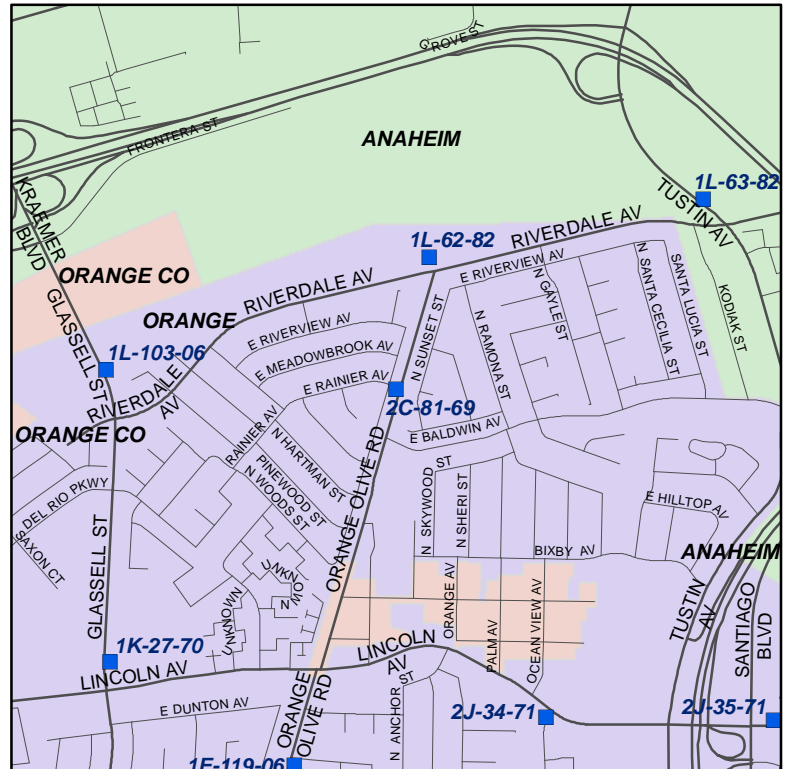 GROVE ST
FRONTERA ST
ANAHEIM
1L-63-82
TUSTIN AV
KRAEMER
BLVD
1L-62-82
RIVERDALE AV
ORANGE CO
RIVERDALE AV
E RIVERVIEW AV
N GAYLE ST
N SANTA CECILIA ST
SANTA LUCIA ST
KODIAK ST
GLASSELL ST
ORANGE
E RIVERVIEW AV
N SUNSET ST
N RAMONA ST
E MEADOWBROOK AV
1L-103-06
E RAINIER AV
2C-81-69
RIVERDALE
AV
RAINIER AV
N HARTMAN ST
E BALDWIN AV
ORANGE CO
PINEWOOD ST
N WOODS ST
ORANGE OLIVE RD
N SKYWOOD
ST
N SHERI ST
DEL RIO PKWY
SAXON CT
E HILLTOP AV
BIXBY AV
ANAHEIM
GLASSELL ST
UNKN
OWN
UNKNOWN
ORANGE AV
PALM AV
OCEAN VIEW AV
TUSTIN
AV
SANTIAGO
BLVD
1K-27-70
LINCOLN AV
LINCOLN
AV
E DUNTON AV
ORANGE
OLIVE RD
N ANCHOR
ST
2J-34-71
2J-35-71
1E-119-06